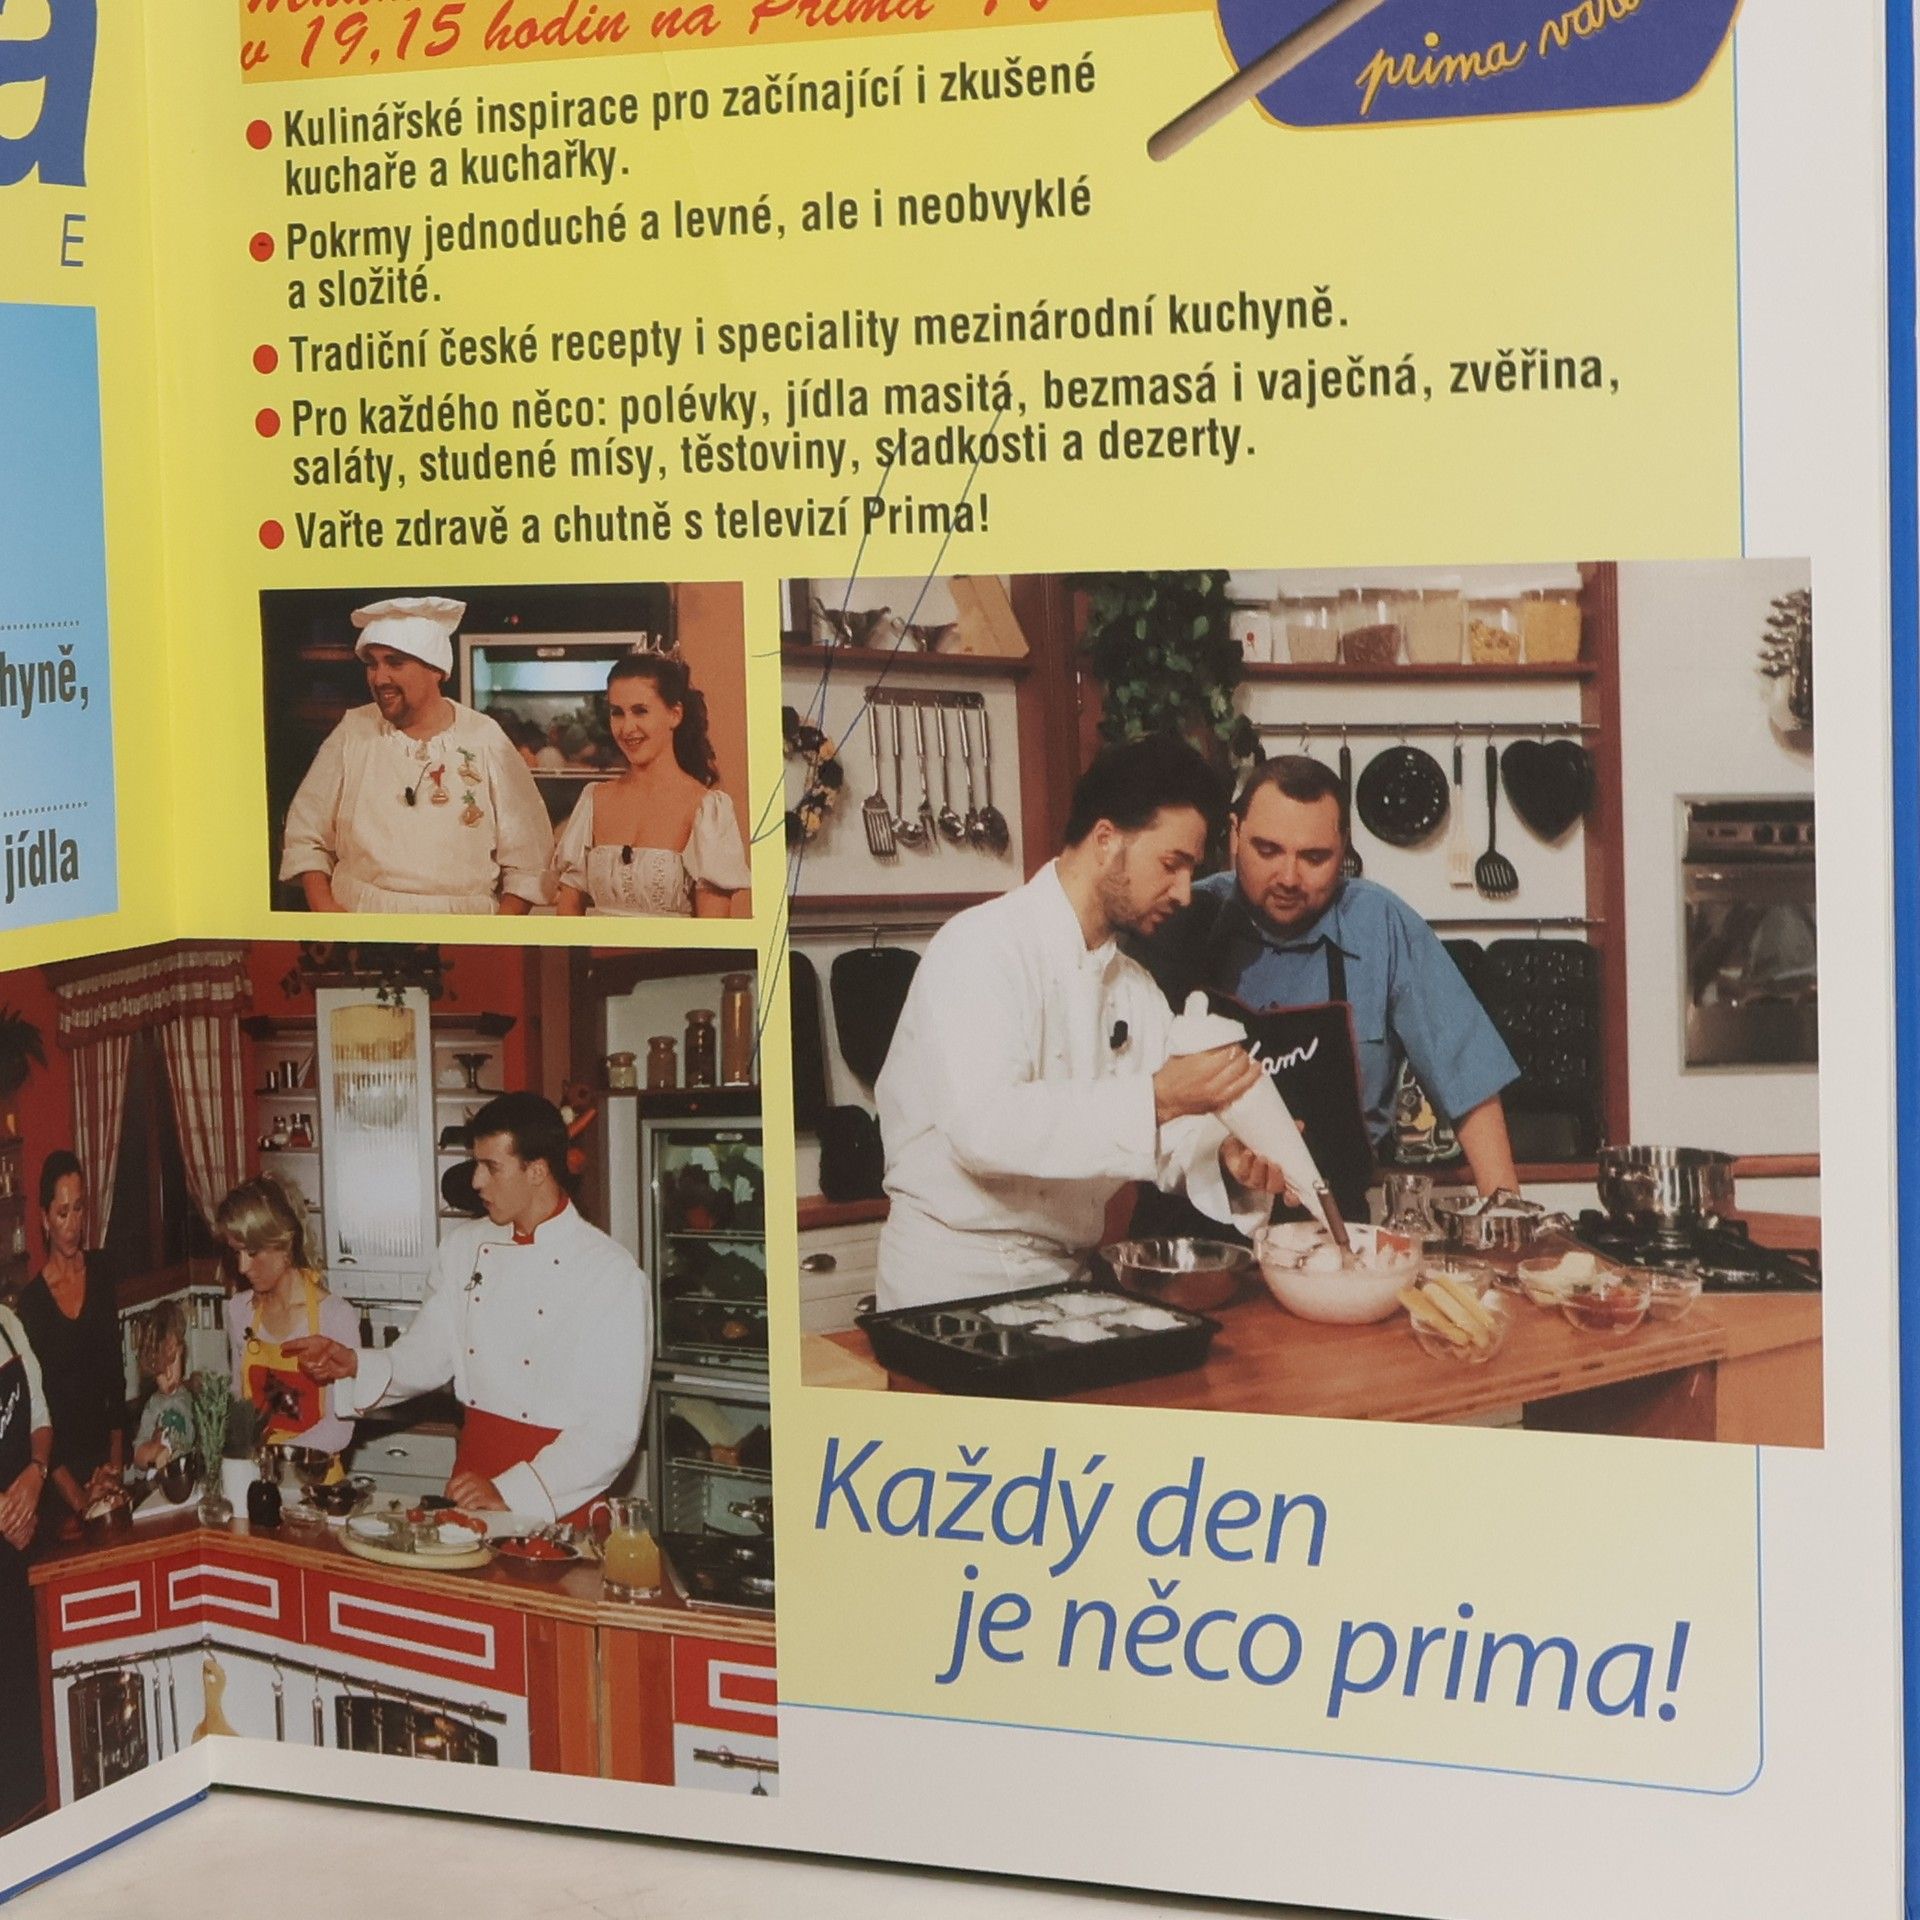 v 19,15 hodin na Prima
prima
Kulinářské inspirace pro začínající i zkušené
kuchaře a kuchařky.
Pokrmy jednoduché a levné, ale i neobvyklé
a složité.
Tradiční české recepty i speciality mezinárodní kuchyně.
Pro každého něco: polévky, jídla masitá, bezmasá i vaječná, zvěřina,
saláty, studené mísy, těstoviny, sladkosti a dezerty.
Vařte zdravě a chutně s televizí Prima!
a
E
hyně,
jídla
Každý den
je něco prima!